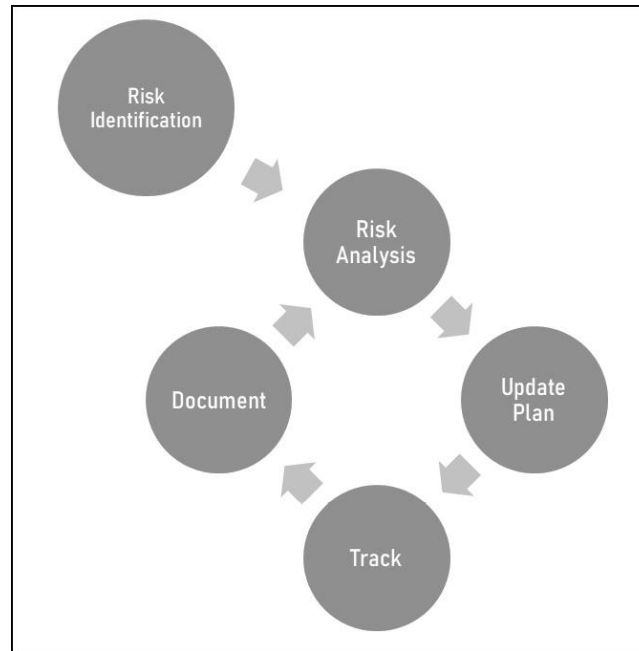 Risk
Identification
Risk
Analysis
Document
Update
Plan
Track